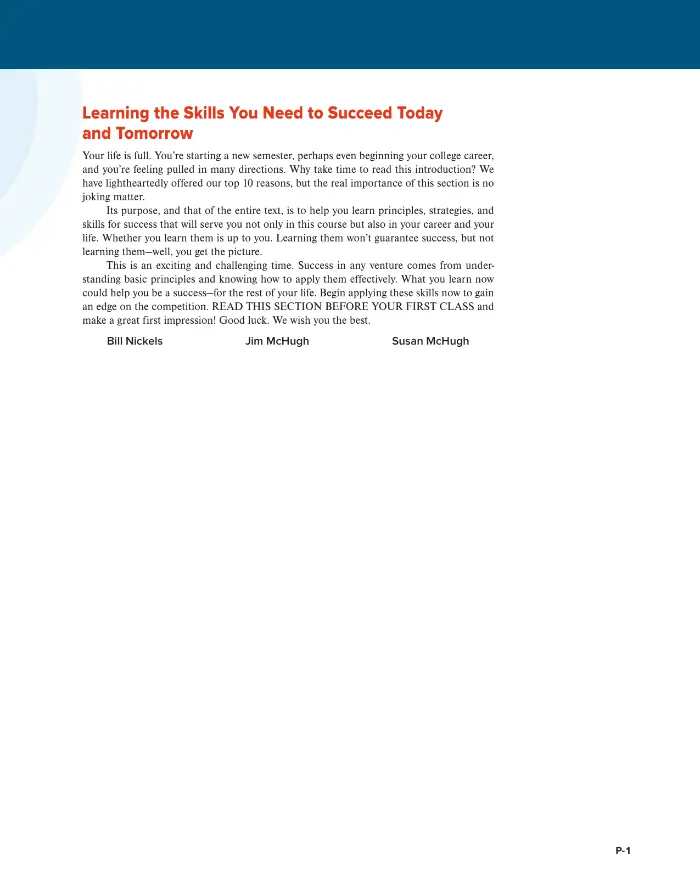 Learning the Skills You Need to Succeed Today
and Tomorrow
Your life is full. You're starting a new semester, perhaps even beginning your college career,
and you're feeling pulled in many directions. Why take time to read this introduction? We
have lightheartedly offered our top 10 reasons, but the real importance of this section is no
joking matter.
Its purpose, and that of the entire text, is to help you learn principles, strategies, and
skills for success that will serve you not only in this course but also in your career and your
life. Whether you learn them is up to you. Learning them won't guarantee success, but not
learning them—well, you get the picture.
This is an exciting and challenging time. Success in any venture comes from under-
standing basic principles and knowing how to apply them effectively. What you learn now
could help you be a success—for the rest of your life. Begin applying these skills now to gain
an edge on the competition. READ THIS SECTION BEFORE YOUR FIRST CLASS and
make a great first impression! Good luck. We wish you the best.
Bill Nickels Jim McHugh Susan McHugh
P-1